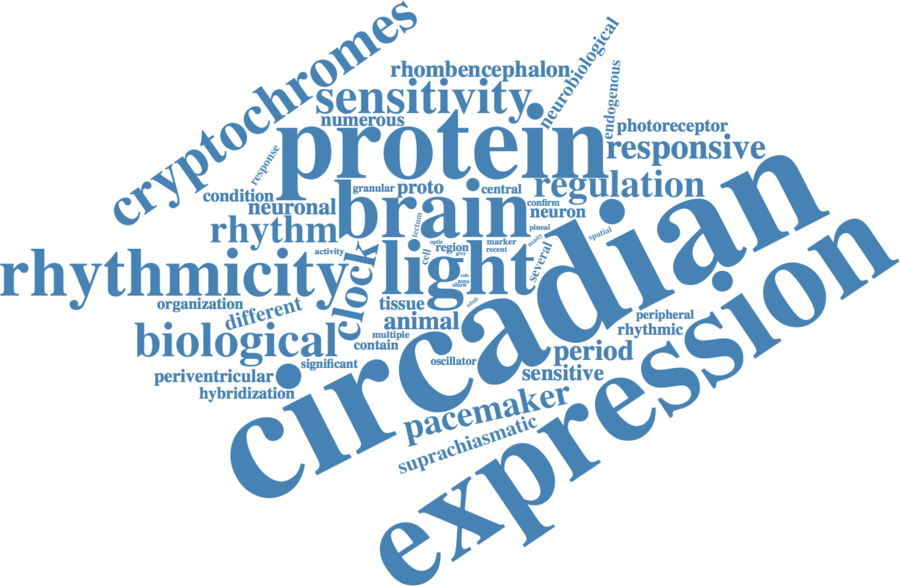 cryptochromes
neurobiological
rhombencephalon
endogenous
sensitivity
numerous
photoreceptor
protein
responsive
response
granular
proto
central
regulation
condition
confirm
neuronal
brain
neuron
tectum
pineal
rhythm
optic
marker
many
spatial
activity
cell
region
recent
grey
several
circadian
rhythmicity
clock
light
role
show
organization
tissue
adult
different
animal
peripheral
biological
multiple
rhythmic
contain
significant
oscillator
period
periventricular
sensitive
hybridization
pacemaker
suprachiasmatic
expression